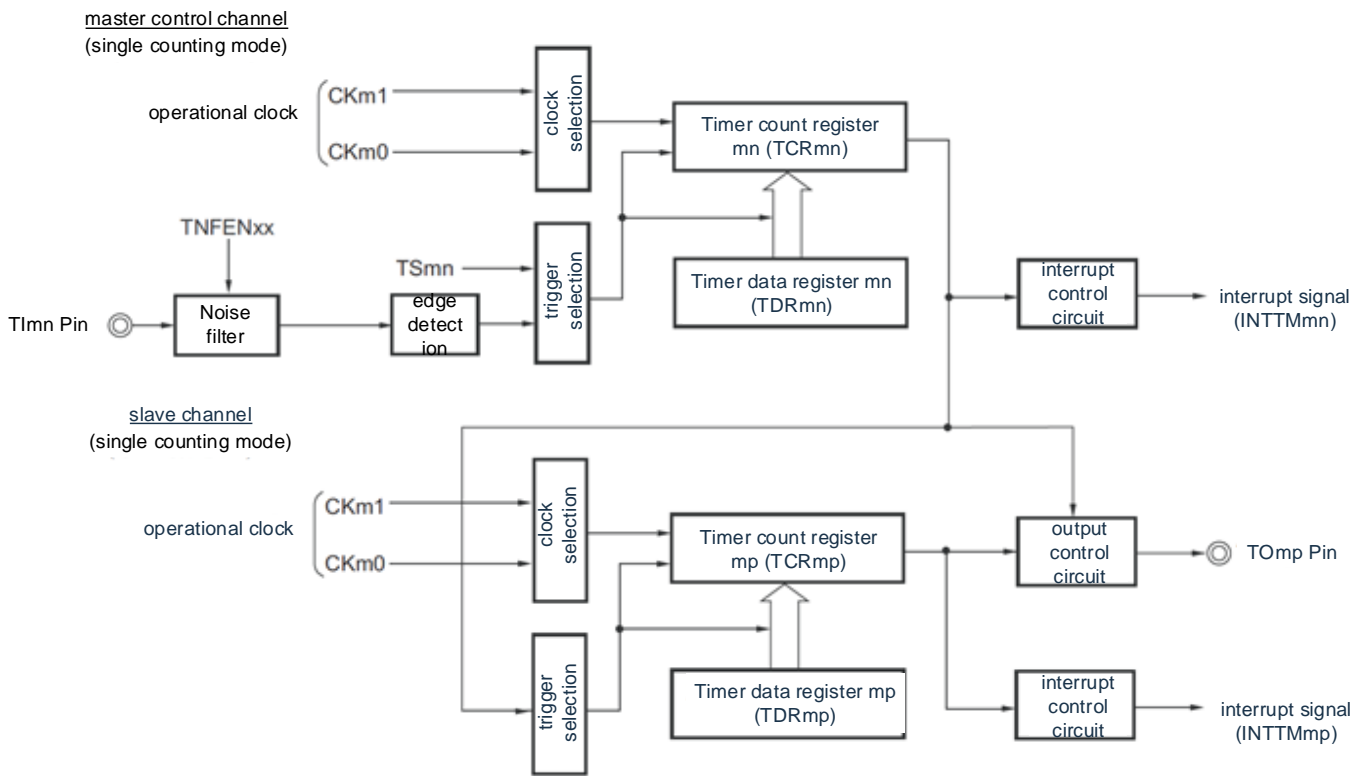 master control channel
(single counting mode)
operational clock
CKm1
CKm0
clock
selection
Timer count register
mn (TCRmn)
TNFENxx
TSmn
trigger
selection
Timer data register mn
(TDRmn)
TImn Pin
Noise
filter
edge
detect
ion
interrupt
control
circuit
interrupt signal
(INTTMmn)
slave channel
(single counting mode)
operational clock
CKm1
CKm0
clock
selection
Timer count register
mp (TCRmp)
output
control
circuit
TOmp Pin
trigger
selection
Timer data register mp
(TDRmp)
interrupt
control
circuit
interrupt signal
(INTTMmp)